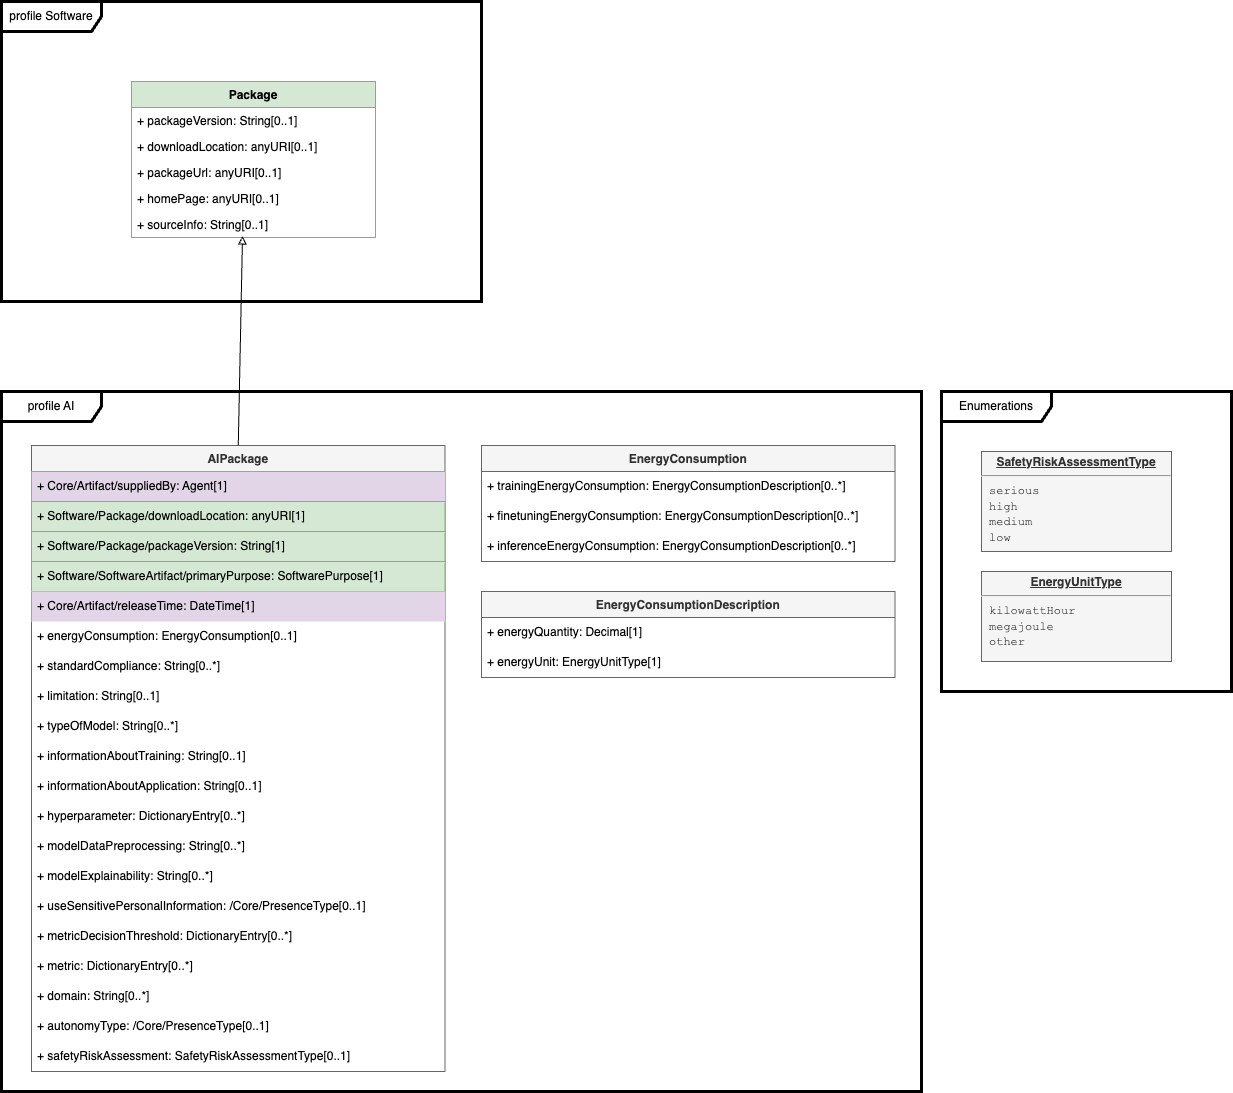 profile Software
Package
+ packageVersion: String[0..1]
+ downloadLocation: anyURI[0..1]
+ packageUrl: anyURI[0..1]
+ homePage: anyURI[0..1]
+ sourceInfo: String[0..1]
profile AI
AIPackage
+ Core/Artifact/suppliedBy: Agent[1]
+ Software/Package/downloadLocation: anyURI[1]
+ Software/Package/packageVersion: String[1]
+ Software/SoftwareArtifact/primaryPurpose: SoftwarePurpose[1]
+ Core/Artifact/releaseTime: DateTime[1]
+ energyConsumption: EnergyConsumption[0..1]
+ standardCompliance: String[0..*]
+ limitation: String[0..1]
+ typeOfModel: String[0..*]
+ informationAboutTraining: String[0..1]
+ informationAboutApplication: String[0..1]
+ hyperparameter: DictionaryEntry[0..*]
+ modelDataPreprocessing: String[0..*]
+ modelExplainability: String[0..*]
+ useSensitivePersonalInformation: /Core/PresenceType[0..1]
+ metricDecisionThreshold: DictionaryEntry[0..*]
+ metric: DictionaryEntry[0..*]
+ domain: String[0..*]
+ autonomyType: /Core/PresenceType[0..1]
+ safetyRiskAssessment: SafetyRiskAssessmentType[0..1]
EnergyConsumption
+ trainingEnergyConsumption: EnergyConsumptionDescription[0..*]
+ finetuningEnergyConsumption: EnergyConsumptionDescription[0..*]
+ inferenceEnergyConsumption: EnergyConsumptionDescription[0..*]
EnergyConsumptionDescription
+ energyQuantity: Decimal[1]
+ energyUnit: EnergyUnitType[1]
Enumerations
SafetyRiskAssessmentType
serious
high
medium
low
EnergyUnitType
kilowattHour
megajoule
other